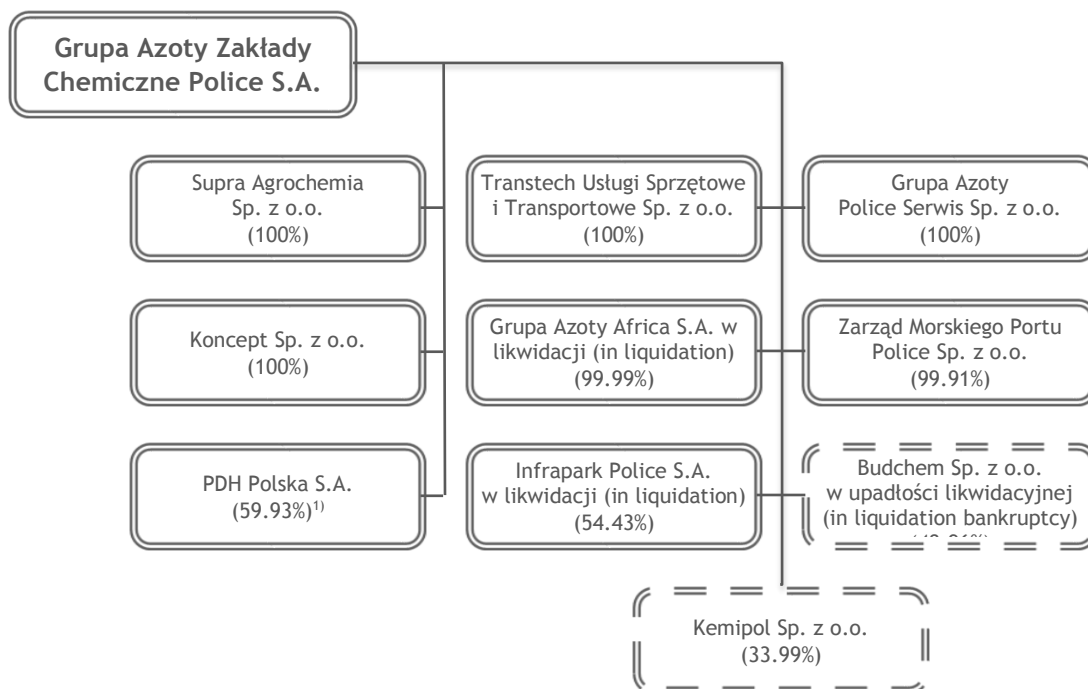 Grupa Azoty Zakłady
Chemiczne Police S.A.
Supra Agrochemia
Sp. z o.o.
(100%)
Transtech Usługi Sprzętowe
i Transportowe Sp. z o.o.
(100%)
Grupa Azoty
Police Serwis Sp. z o.o.
(100%)
Koncept Sp. z o.o.
(100%)
Grupa Azoty Africa S.A. w
likwidacji (in liquidation)
(99.99%)
Zarząd Morskiego Portu
Police Sp. z o.o.
(99.91%)
PDH Polska S.A.
(59.93%)¹⁾
Infrapark Police S.A.
w likwidacji (in liquidation)
(54.43%)
Budchem Sp. z o.o.
w upadłości likwidacyjnej
(in liquidation bankruptcy)
Kemipol Sp. z o.o.
(33.99%)